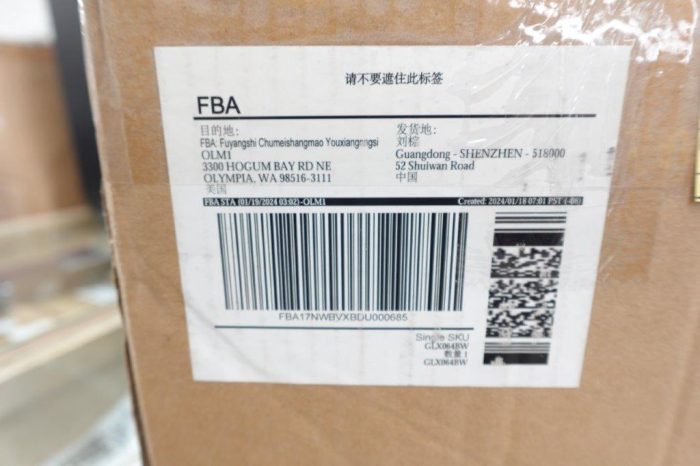 请不要遮住此标签
FBA
目的地:
FBA: Fuyangshi Chumeishangmao Youxiangongsi
OLM1
3300 HOGUM BAY RD NE
OLYMPIA, WA 98516-3111
美国
发货地:
刘棕
Guangdong - SHENZHEN - 518000
52 Shuiwan Road
中国
FBA STA (01/19/2024 03:02)-OLM1
Created: 2024/01/18 07:01 PST (-08)
FBA17NWBVXBDU000685
Single SKU
GLX064BW
数量 1
GLX064BW